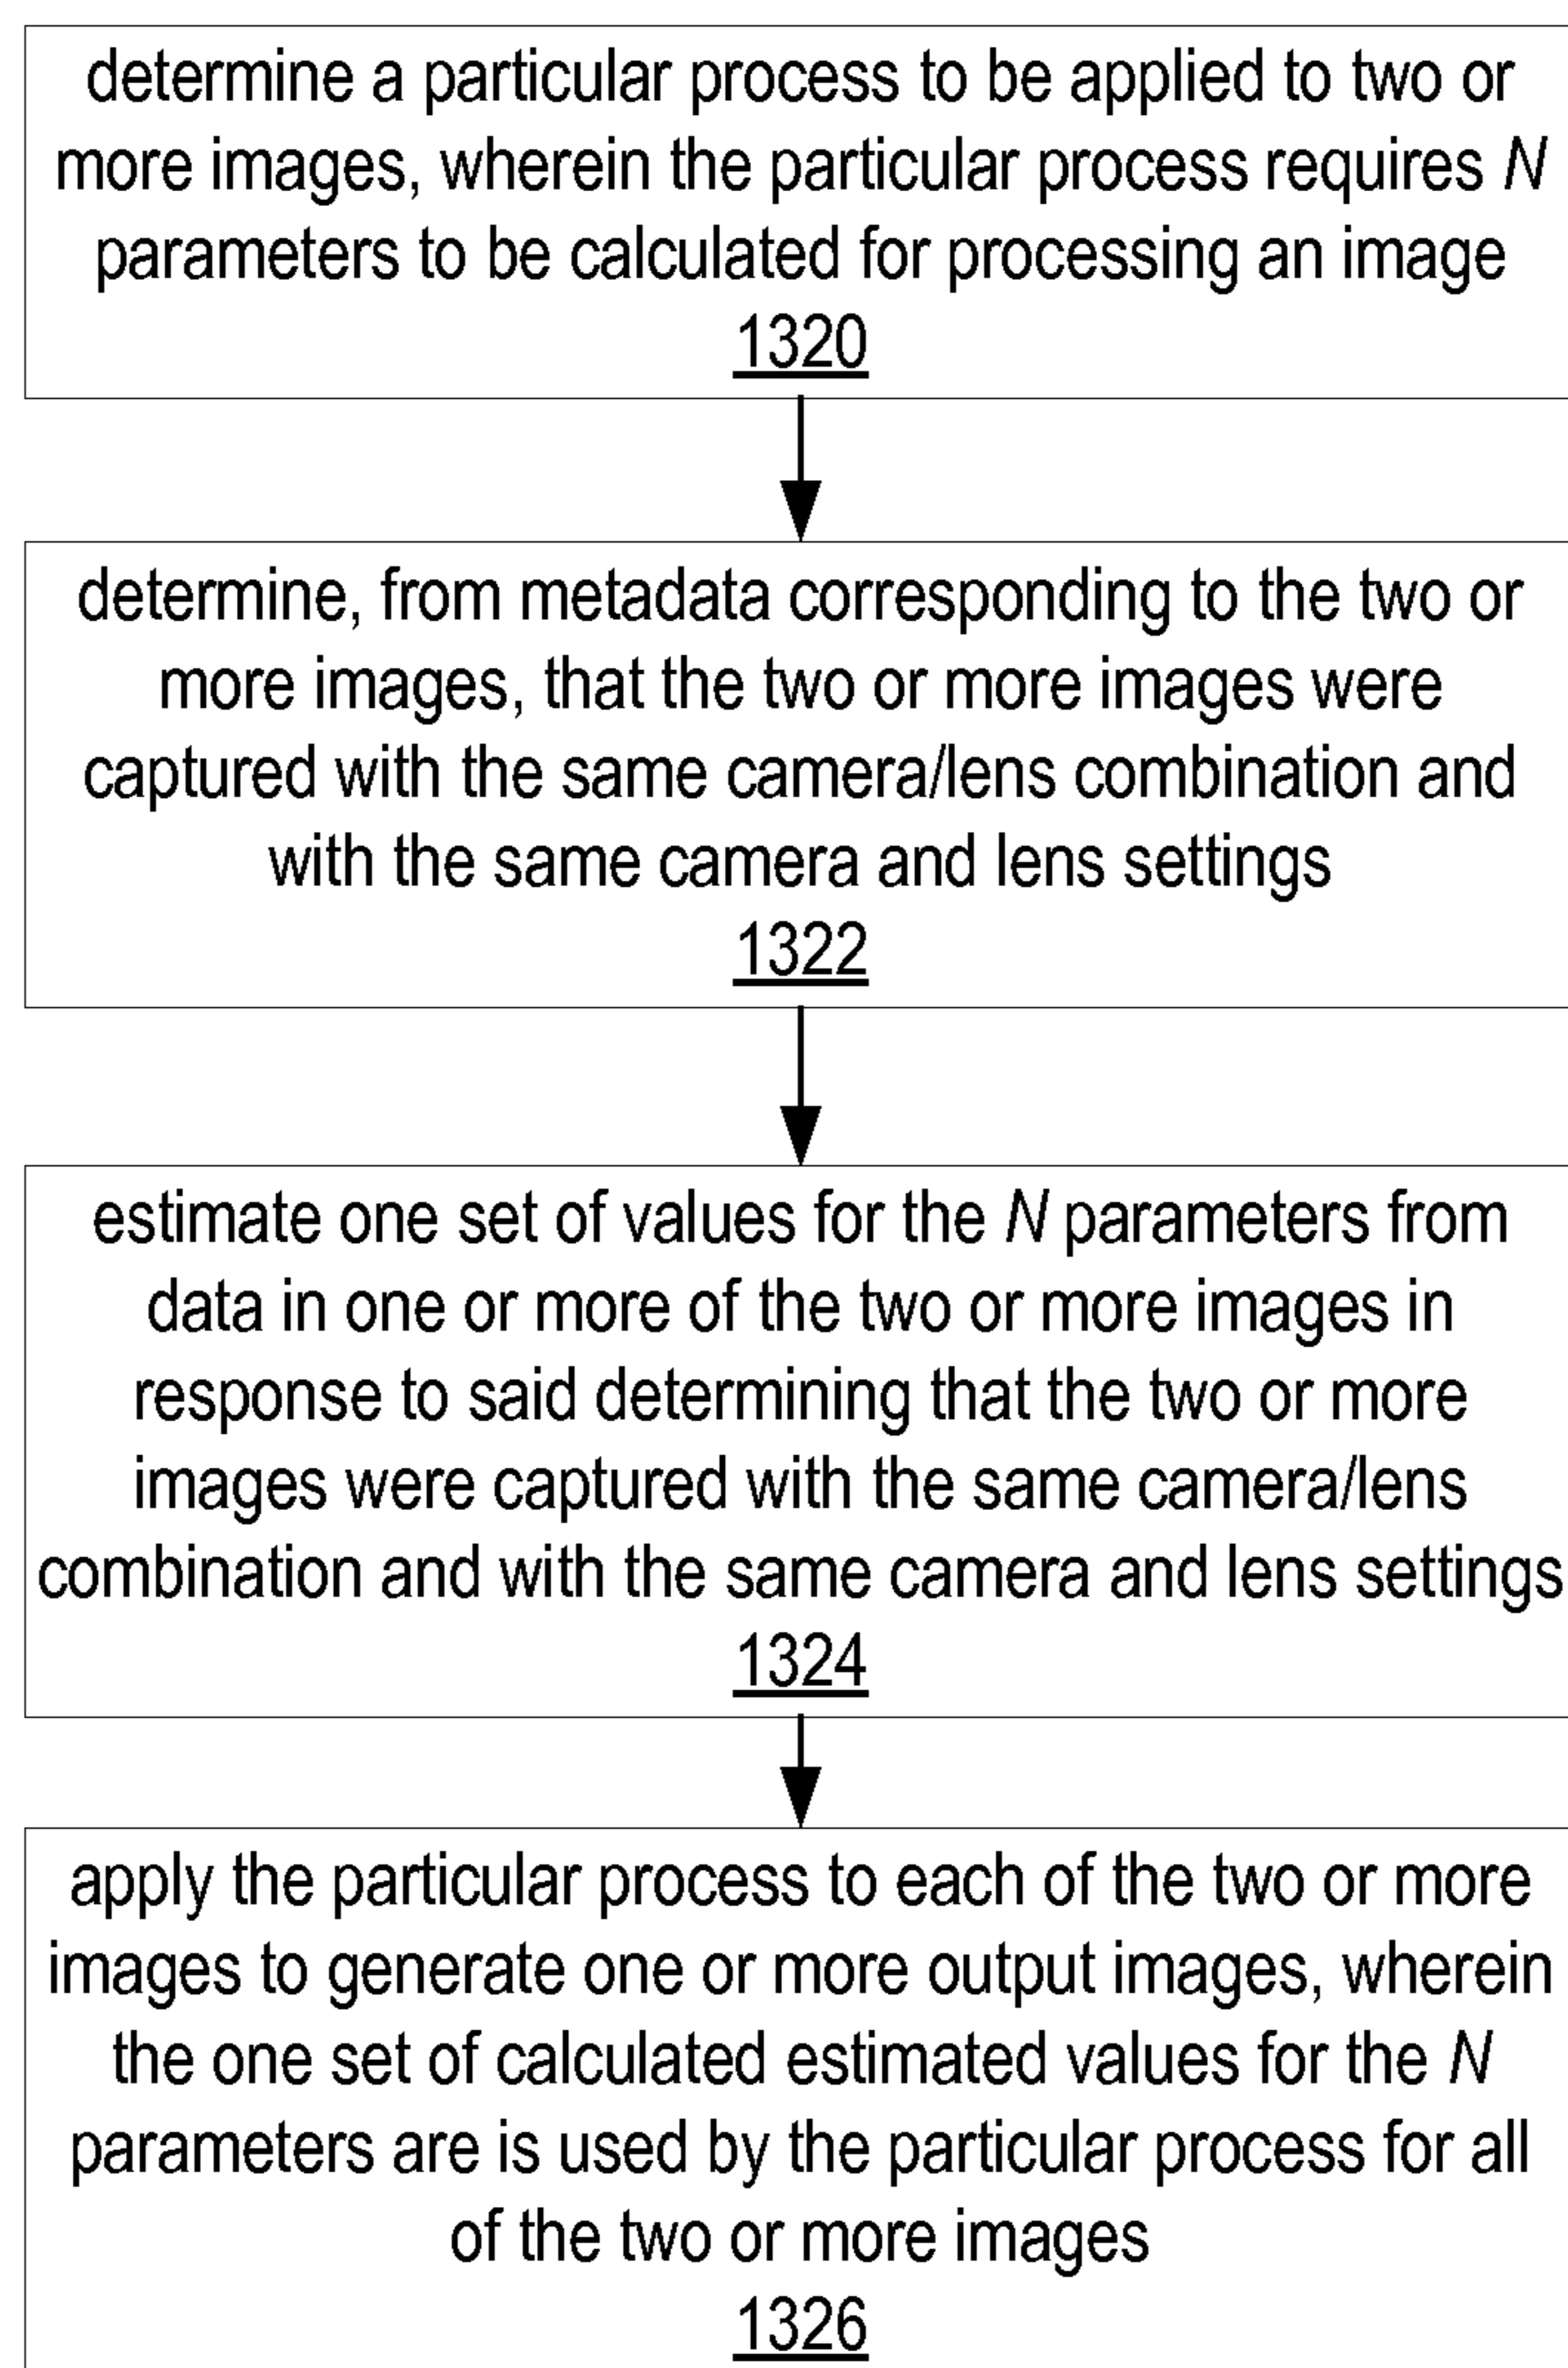 determine a particular process to be applied to two or
more images, wherein the particular process requires N
parameters to be calculated for processing an image
1320
determine, from metadata corresponding to the two or
more images, that the two or more images were
captured with the same camera/lens combination and
with the same camera and lens settings
1322
estimate one set of values for the N parameters from
data in one or more of the two or more images in
response to said determining that the two or more
images were captured with the same camera/lens
combination and with the same camera and lens settings
1324
apply the particular process to each of the two or more
images to generate one or more output images, wherein
the one set of calculated estimated values for the N
parameters are is used by the particular process for all
of the two or more images
1326